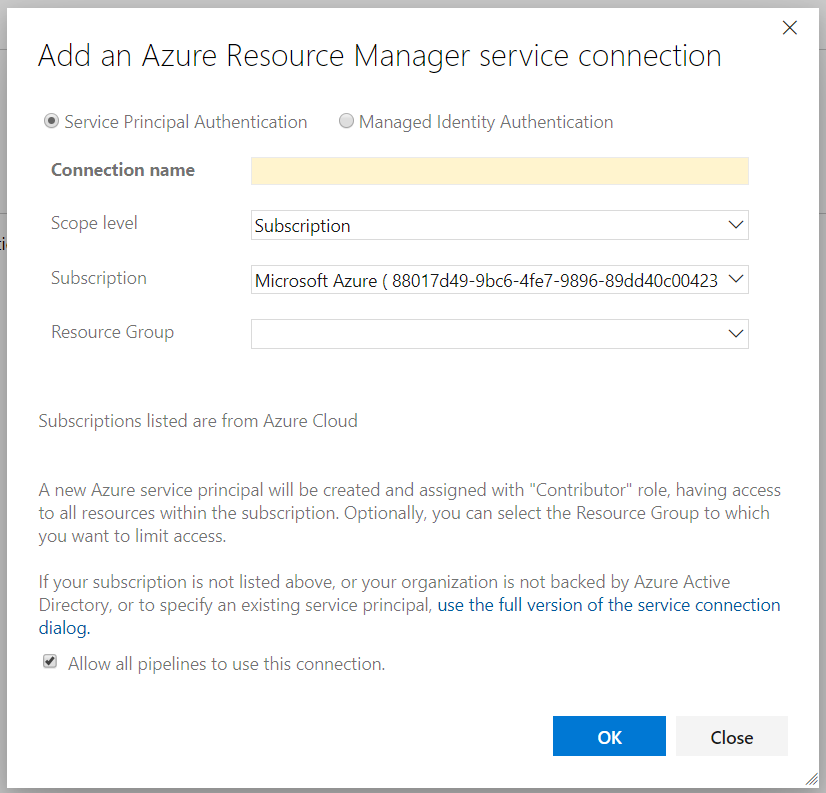 Add an Azure Resource Manager service connection
Service Principal Authentication
Managed Identity Authentication
Connection name
Scope level
Subscription
Subscription
Microsoft Azure ( 88017d49-9bc6-4fe7-9896-89dd40c00423
Resource Group
Subscriptions listed are from Azure Cloud
A new Azure service principal will be created and assigned with "Contributor" role, having access
to all resources within the subscription. Optionally, you can select the Resource Group to which
you want to limit access.
If your subscription is not listed above, or your organization is not backed by Azure Active
Directory, or to specify an existing service principal, use the full version of the service connection
dialog.
Allow all pipelines to use this connection.
OK
Close